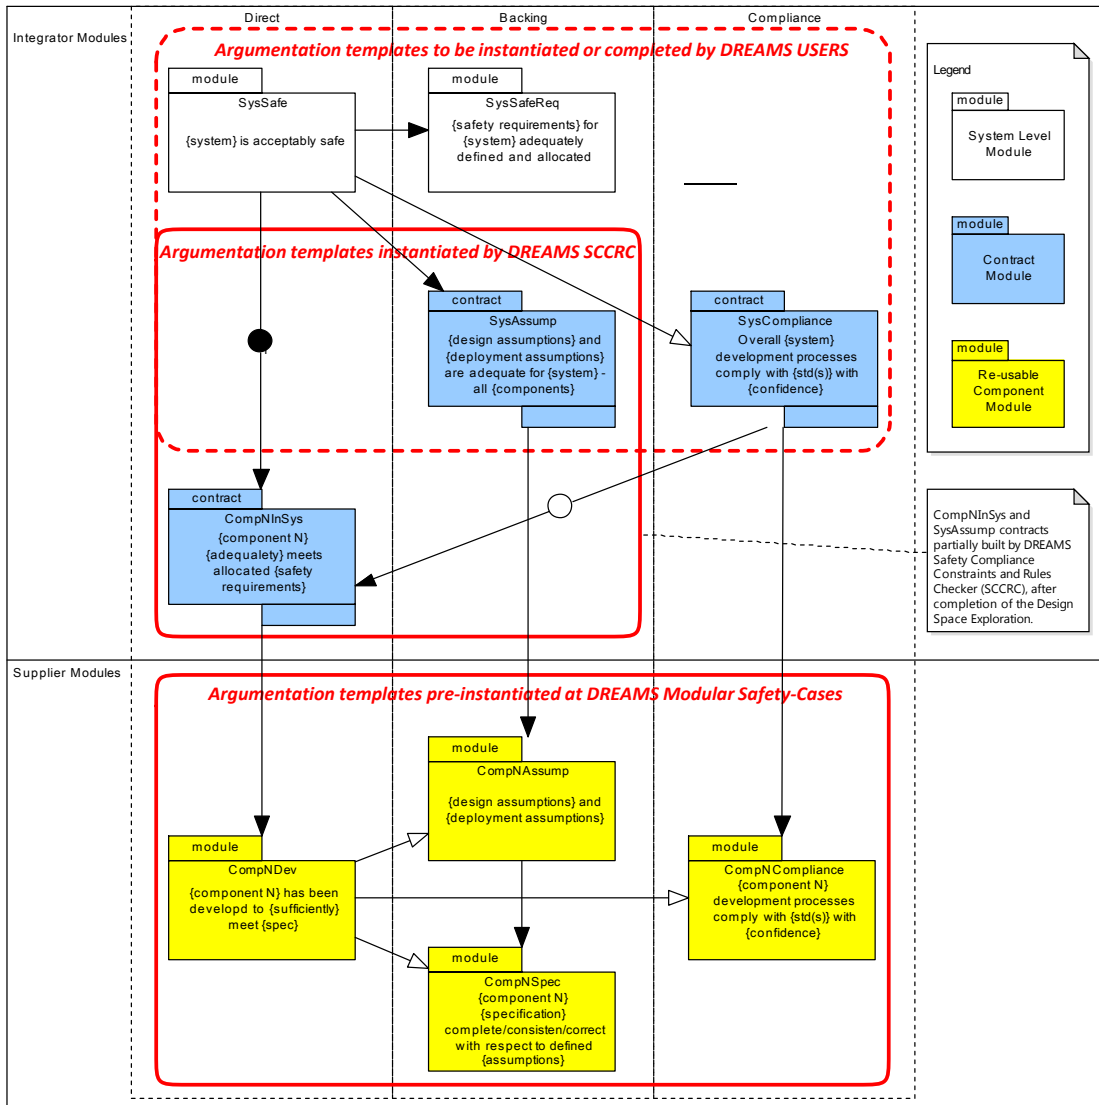 Direct
Backing
Compliance
Integrator Modules
Argumentation templates to be instantiated or completed by DREAMS USERS
module
SysSafe
{system} is acceptably safe
module
SysSafeReq
{safety requirements} for
{system} adequately
defined and allocated
Argumentation templates instantiated by DREAMS SCCRC
contract
SysAssump
{design assumptions} and
{deployment assumptions}
are adequate for {system} -
all {components}
contract
SysCompliance
Overall {system}
development processes
comply with {std(s)} with
{confidence}
contract
CompNInSys
{component N}
{adequalety} meets
allocated {safety
requirements}
Legend
module
System Level
Module
module
Contract
Module
module
Re-usable
Component
Module
CompNInSys and
SysAssump contracts
partially built by DREAMS
Safety Compliance
Constraints and Rules
Checker (SCCRC), after
completion of the Design
Space Exploration.
Supplier Modules
Argumentation templates pre-instantiated at DREAMS Modular Safety-Cases
module
CompNAssump
{design assumptions} and
{deployment assumptions}
module
CompNDev
{component N} has been
developd to {sufficiently}
meet {spec}
module
CompNCompliance
{component N}
development processes
comply with {std(s)} with
{confidence}
module
CompNSpec
{component N}
{specification}
complete/consisten/correct
with respect to defined
{assumptions}